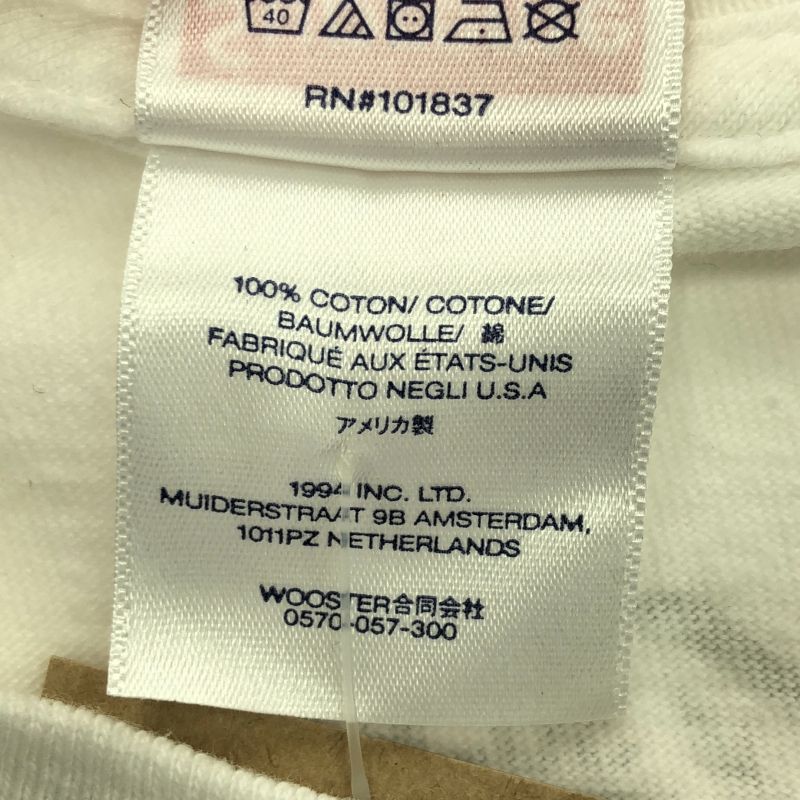 40
RN#101837
100% COTON/ COTONE/
BAUMWOLLE/ 綿
FABRIQUÉ AUX ÉTATS-UNIS
PRODOTTO NEGLI U.S.A
アメリカ製
1994 INC. LTD.
MUIDERSTRAAT 9B AMSTERDAM,
1011PZ NETHERLANDS
WOOSTER合同会社
0570-057-300